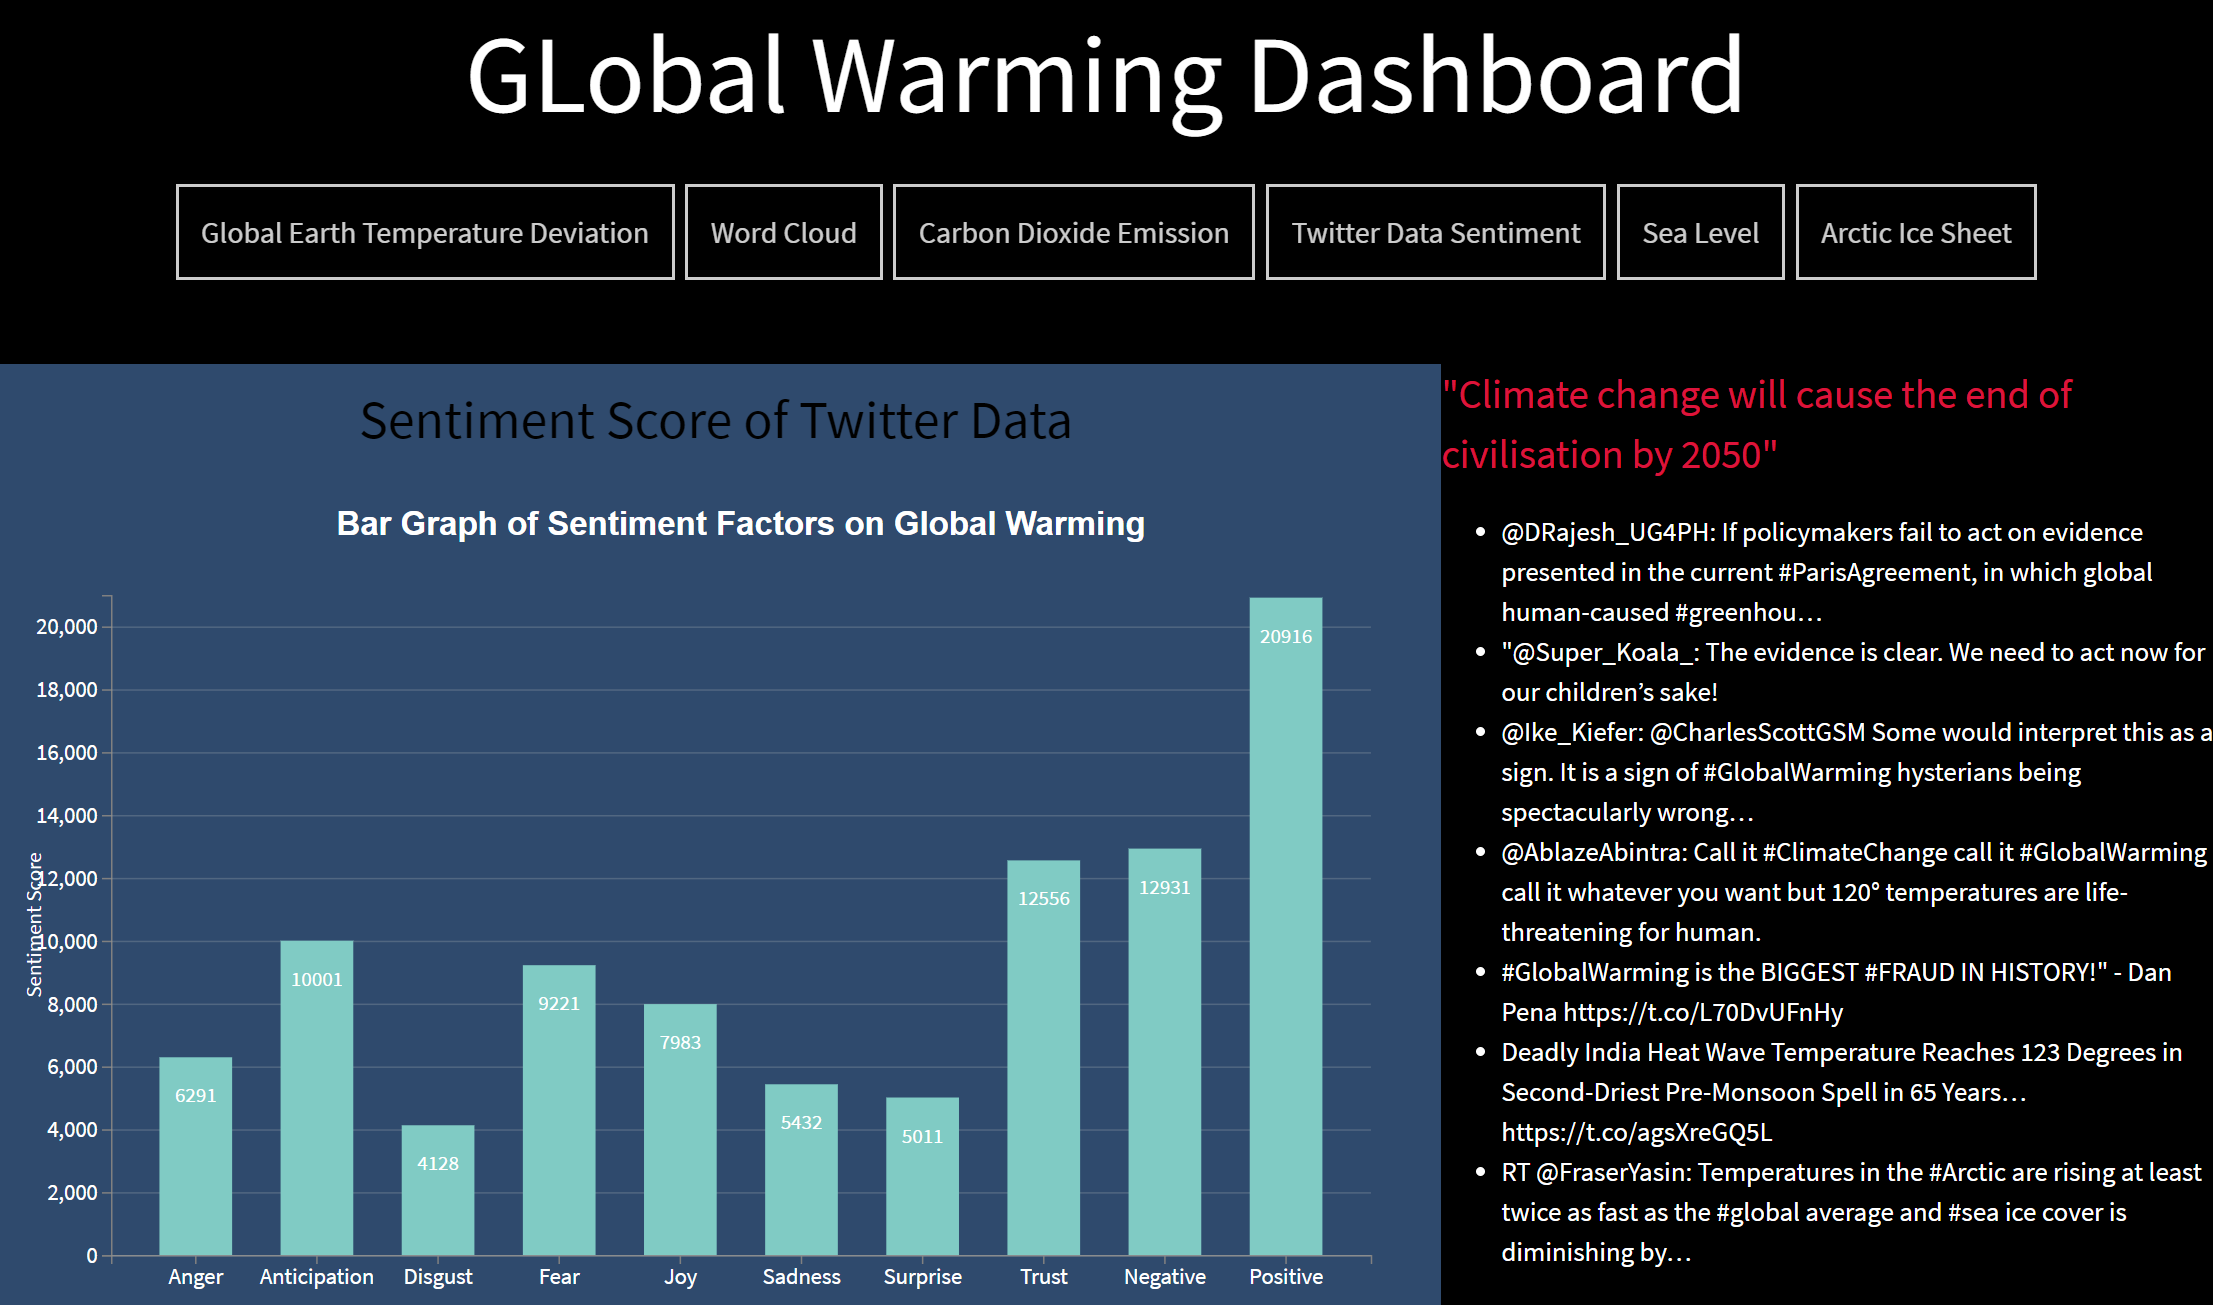 GLobal Warming Dashboard
Global Earth Temperature Deviation
Word Cloud
Carbon Dioxide Emission
Twitter Data Sentiment
Sea Level
Arctic Ice Sheet
Sentiment Score of Twitter Data
Bar Graph of Sentiment Factors on Global Warming
Sentiment Score
20,000
18,000
16,000
14,000
12,000
10,000
8,000
6,000
4,000
2,000
0
6291
10001
4128
9221
7983
5432
5011
12556
12931
20916
Anger
Anticipation
Disgust
Fear
Joy
Sadness
Surprise
Trust
Negative
Positive
"Climate change will cause the end of
civilisation by 2050"
@DRajesh_UG4PH: If policymakers fail to act on evidence
presented in the current #ParisAgreement, in which global
human-caused #greenhou…
"@Super_Koala_: The evidence is clear. We need to act now for
our children’s sake!
@Ike_Kiefer: @CharlesScottGSM Some would interpret this as a
sign. It is a sign of #GlobalWarming hysterians being
spectacularly wrong…
@AblazeAbintra: Call it #ClimateChange call it #GlobalWarming
call it whatever you want but 120° temperatures are life-
threatening for human.
#GlobalWarming is the BIGGEST #FRAUD IN HISTORY!" - Dan
Pena https://t.co/L70DvUFnHy
Deadly India Heat Wave Temperature Reaches 123 Degrees in
Second-Driest Pre-Monsoon Spell in 65 Years…
https://t.co/agsXreGQ5L
RT @FraserYasin: Temperatures in the #Arctic are rising at least
twice as fast as the #global average and #sea ice cover is
diminishing by…